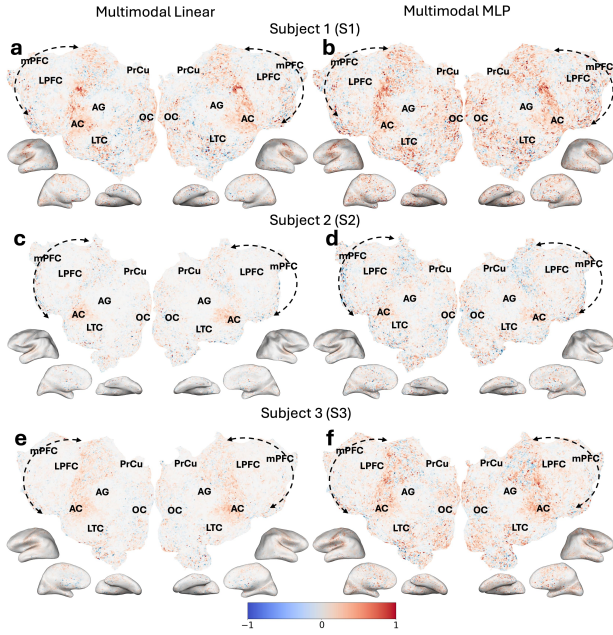 Multimodal Linear Multimodal MLP
Subject 1 (S1)
a b
mPFC LPFC PrCu AG OC AC LTC
PrCu LPFC mPFC AG OC AC LTC
mPFC LPFC PrCu AG OC AC LTC
PrCu LPFC mPFC AG OC AC LTC
Subject 2 (S2)
c d
mPFC LPFC PrCu AG AC OC LTC
PrCu LPFC mPFC AG OC AC LTC
mPFC LPFC PrCu AG AC OC LTC
PrCu LPFC mPFC AG OC AC LTC
Subject 3 (S3)
e f
mPFC LPFC PrCu AG AC OC LTC
PrCu LPFC mPFC AG OC AC LTC
mPFC LPFC PrCu AG AC OC LTC
PrCu LPFC mPFC AG OC AC LTC
−1 0 1